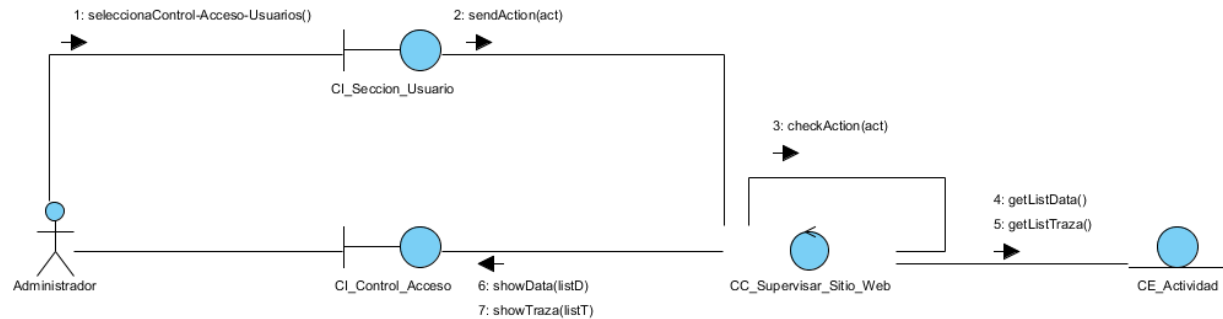 1: seleccionaControl-Acceso-Usuarios()
2: sendAction(act)
CI_Seccion_Usuario
3: checkAction(act)
4: getListData()
5: getListTraza()
Administrador
CI_Control_Acceso
6: showData(listD)
7: showTraza(listT)
CC_Supervisar_Sitio_Web
CE_Actividad